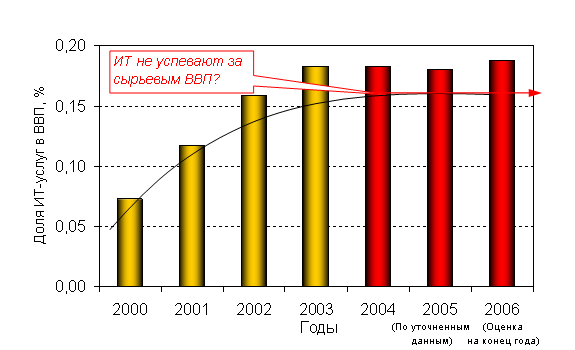 0,20
0,15
0,10
0,05
0,00
Доля ИТ-услуг в ВВП, %
ИТ не успевают за
сырьевым ВВП?
2000 2001 2002 2003 2004 2005 2006
Годы
(По уточненным
данным)
(Оценка
на конец года)